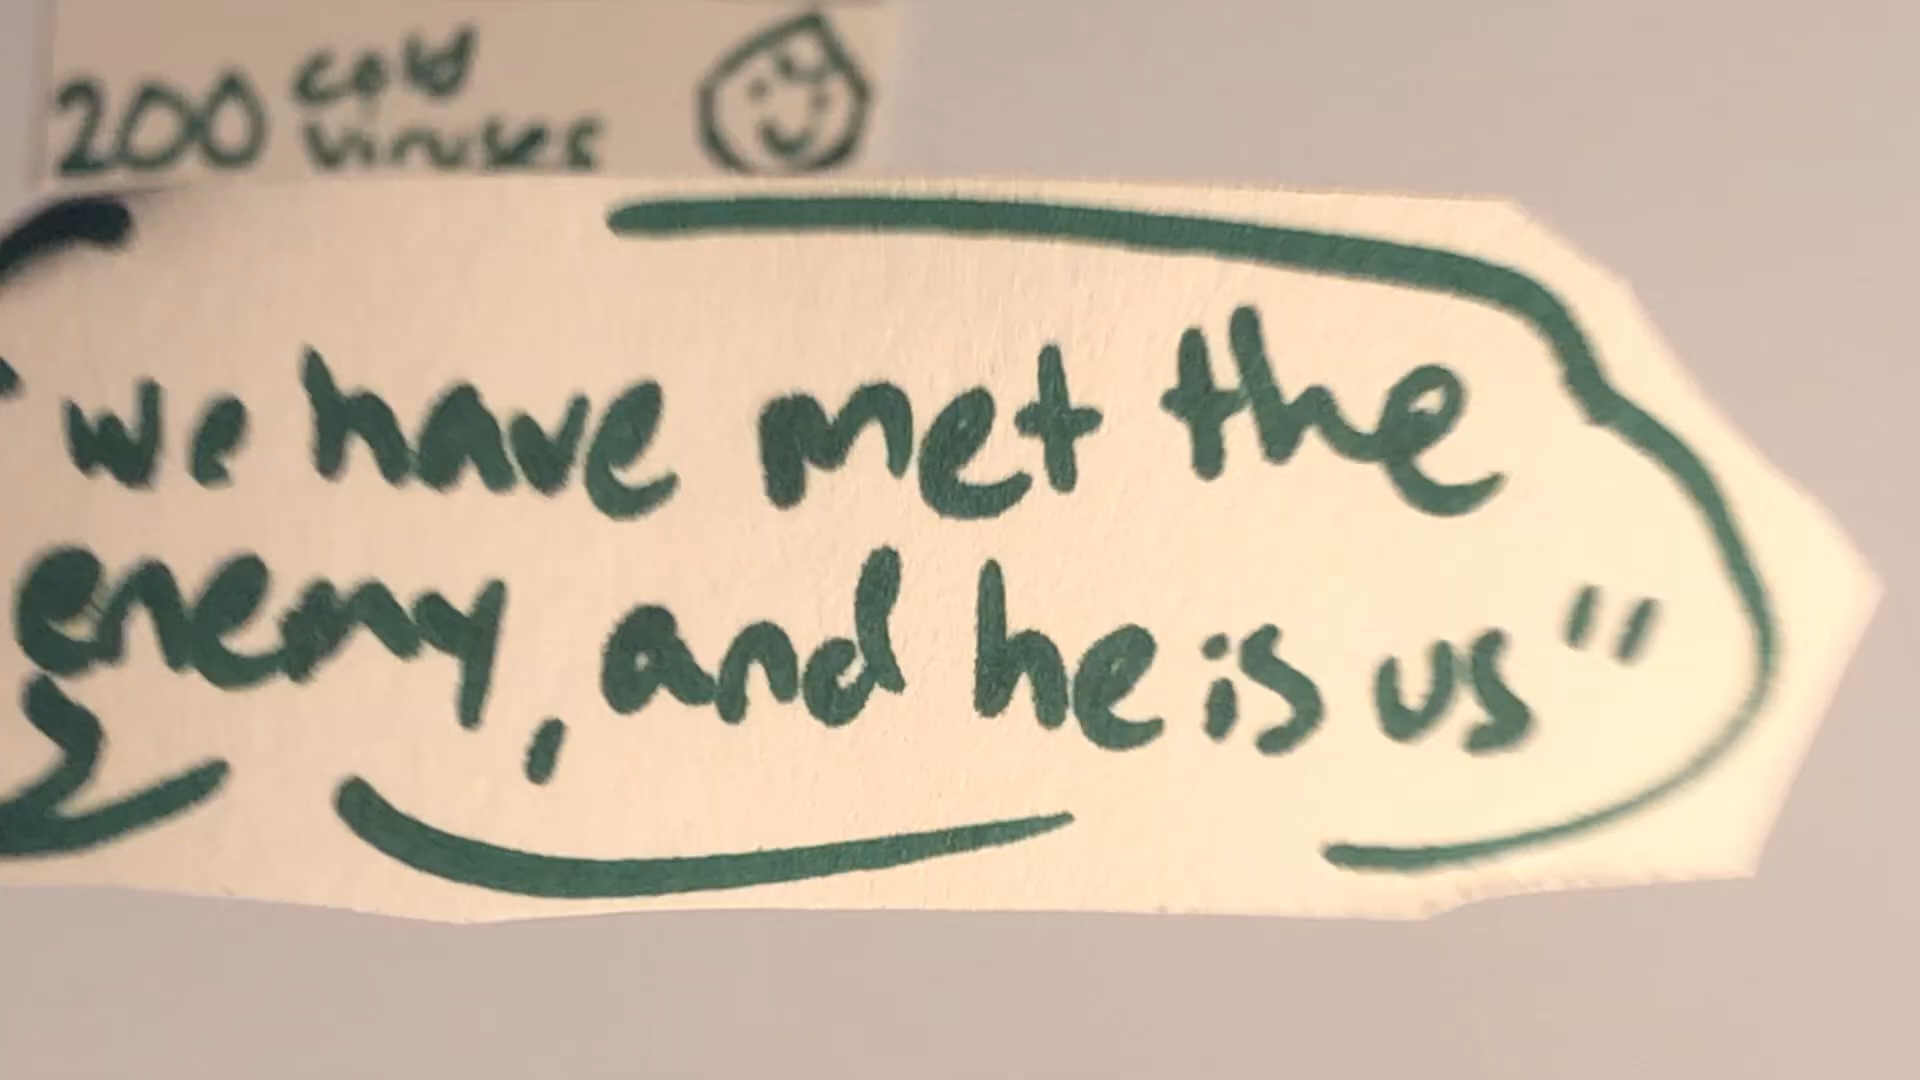 200 cold
viruses
"we have met the
enemy, and he is us"